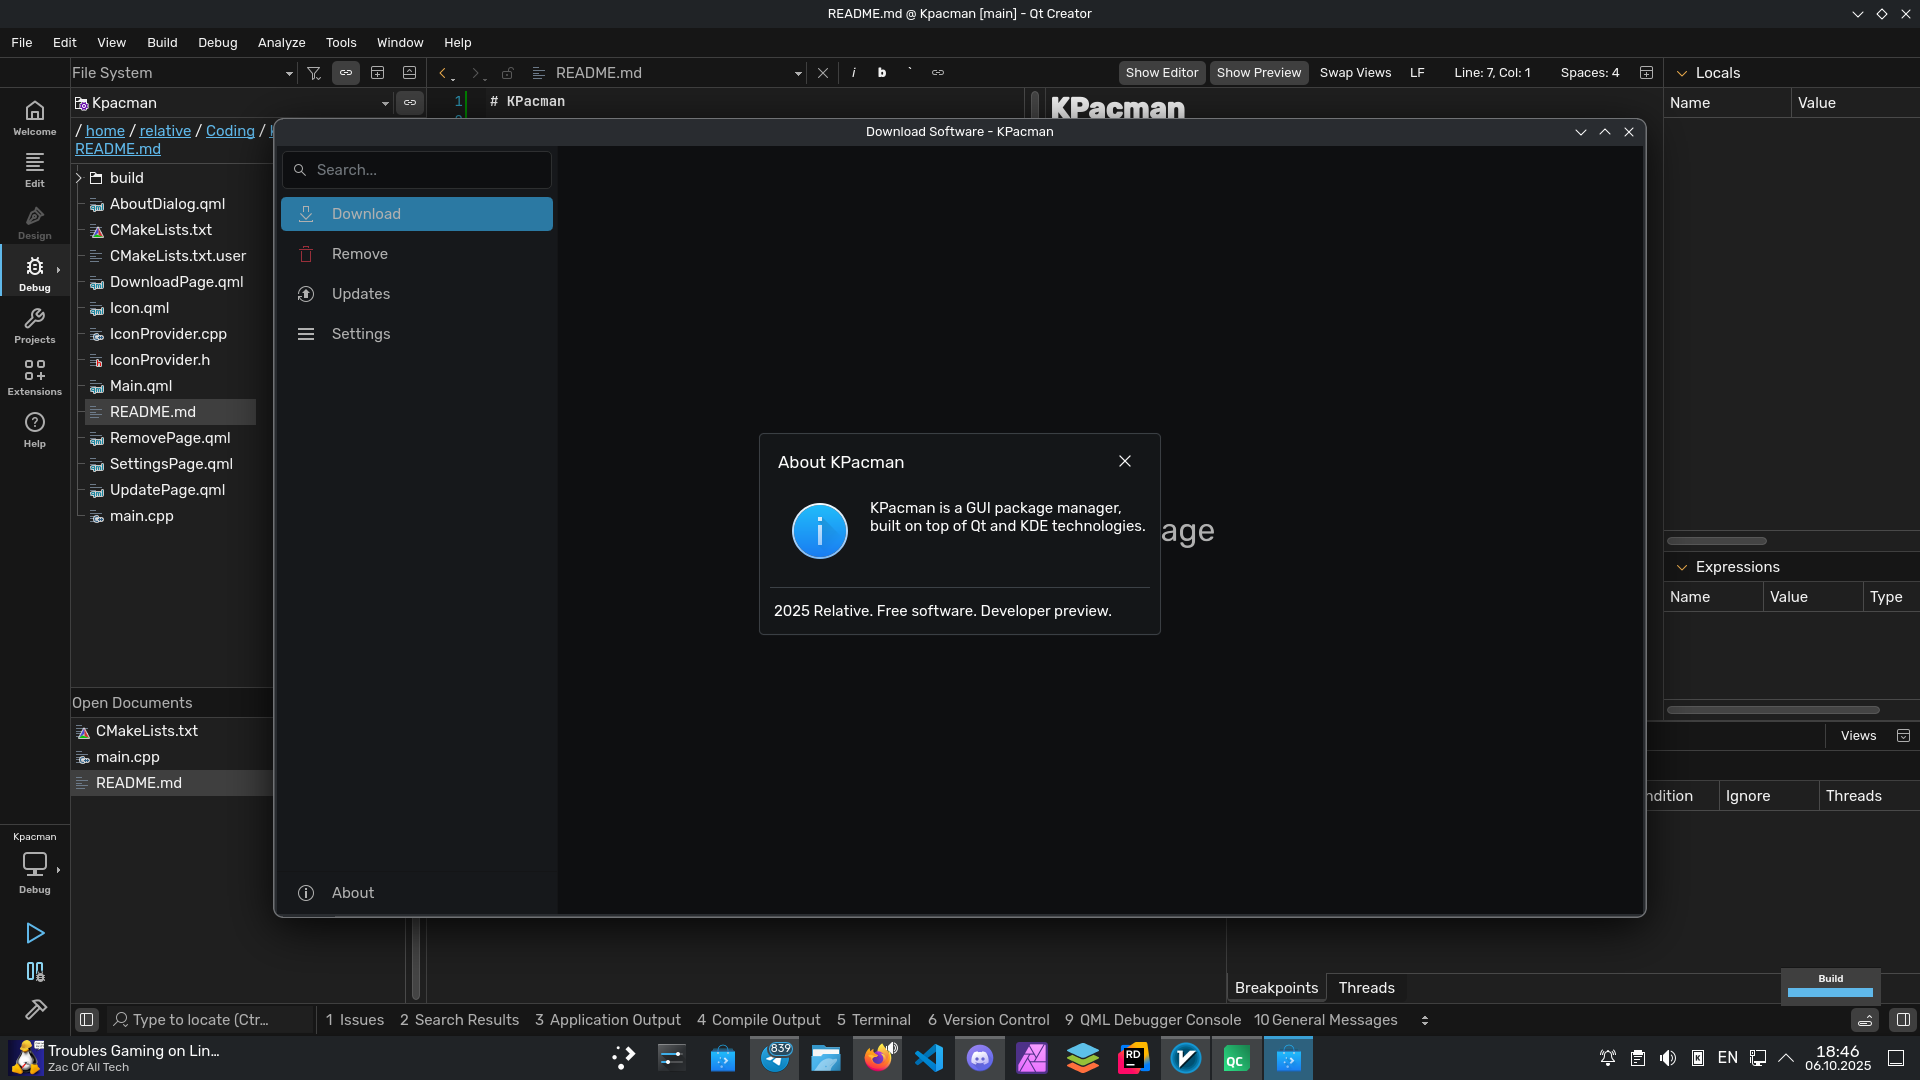 README.md @ Kpacman [main] - Qt Creator
File Edit View Build Debug Analyze Tools Window Help
File System
README.md
i b `
Show Editor Show Preview Swap Views LF Line: 7, Col: 1 Spaces: 4
Locals
Kpacman
1 # KPacman
KPacman
Name Value
/ home / relative / Coding /
README.md
build
AboutDialog.qml
CMakeLists.txt
CMakeLists.txt.user
DownloadPage.qml
Icon.qml
IconProvider.cpp
IconProvider.h
Main.qml
README.md
RemovePage.qml
SettingsPage.qml
UpdatePage.qml
main.cpp
Welcome
Edit
Design
Debug
Projects
Extensions
Help
Download Software - KPacman
Search...
Download
Remove
Updates
Settings
About
About KPacman
KPacman is a GUI package manager,
built on top of Qt and KDE technologies.
2025 Relative. Free software. Developer preview.
age
Expressions
Name Value Type
Open Documents
CMakeLists.txt
main.cpp
README.md
Views
ndition Ignore Threads
Kpacman
Debug
Breakpoints Threads
Build
Type to locate (Ctr...
1 Issues 2 Search Results 3 Application Output 4 Compile Output 5 Terminal 6 Version Control 9 QML Debugger Console 10 General Messages
Troubles Gaming on Lin...
Zac Of All Tech
839
RD
QC
EN
18:46
06.10.2025